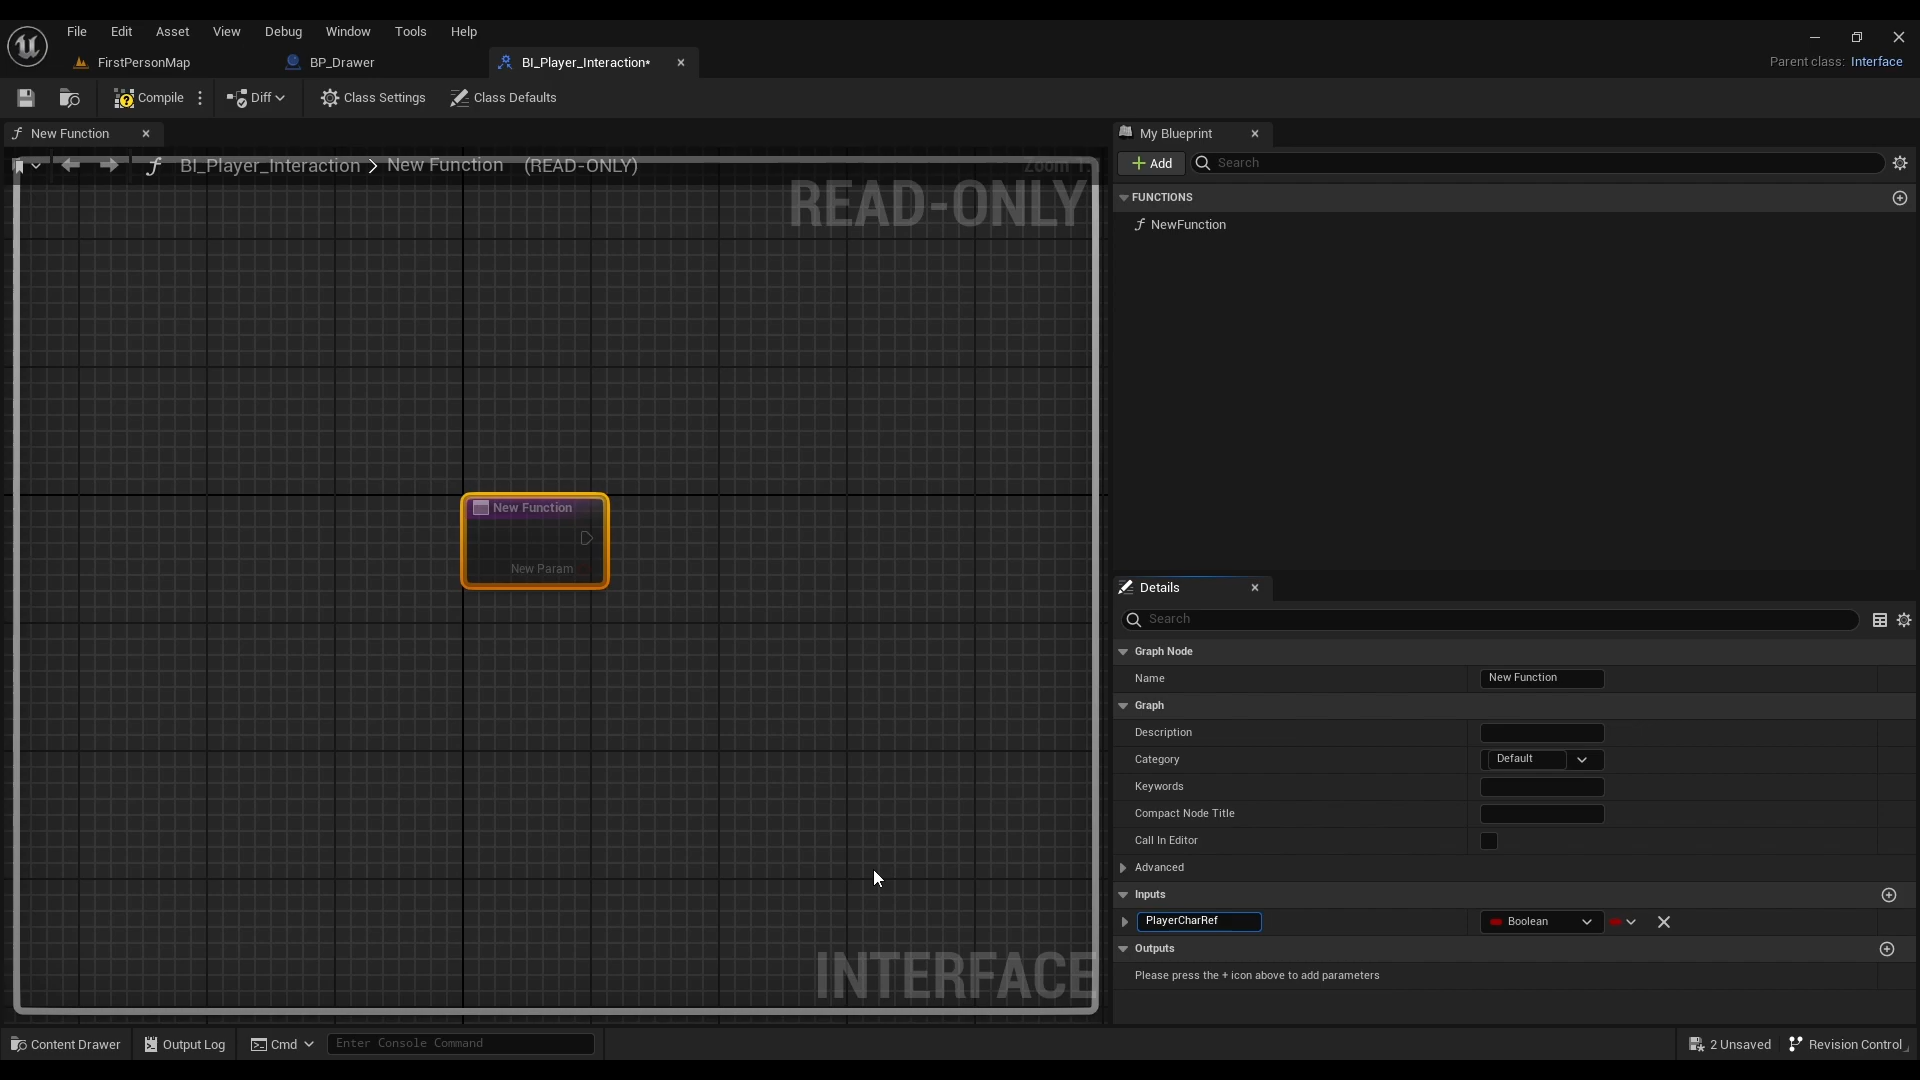 File Edit Asset View Debug Window Tools Help
FirstPersonMap BP_Drawer BI_Player_Interaction*
Parent class: Interface
Compile Diff Class Settings Class Defaults
New Function
My Blueprint
BI_Player_Interaction > New Function (READ-ONLY)
Zoom 1:1
READ-ONLY
Add Search
FUNCTIONS
NewFunction
New Function
New Param
INTERFACE
Details
Search
Graph Node
Name New Function
Graph
Description
Category Default
Keywords
Compact Node Title
Call In Editor
Advanced
Inputs
PlayerCharRef Boolean
Outputs
Please press the + icon above to add parameters
Content Drawer Output Log Cmd Enter Console Command 2 Unsaved Revision Control